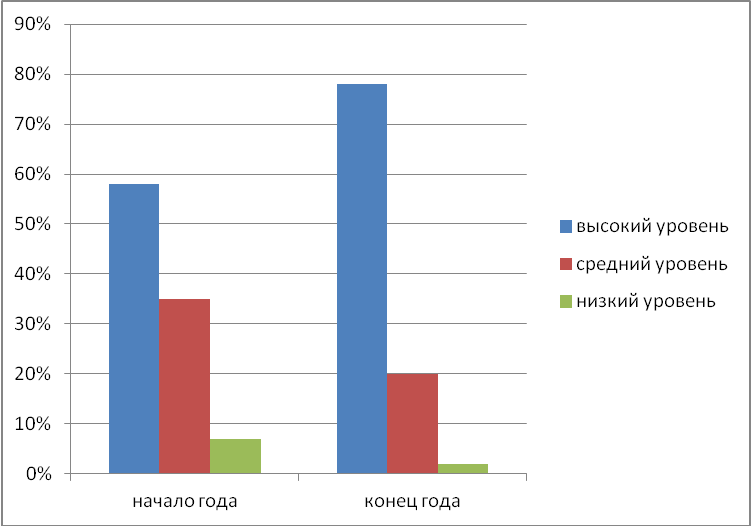 90%
80%
70%
60%
50%
40%
30%
20%
10%
0%
начало года
конец года
высокий уровень
средний уровень
низкий уровень